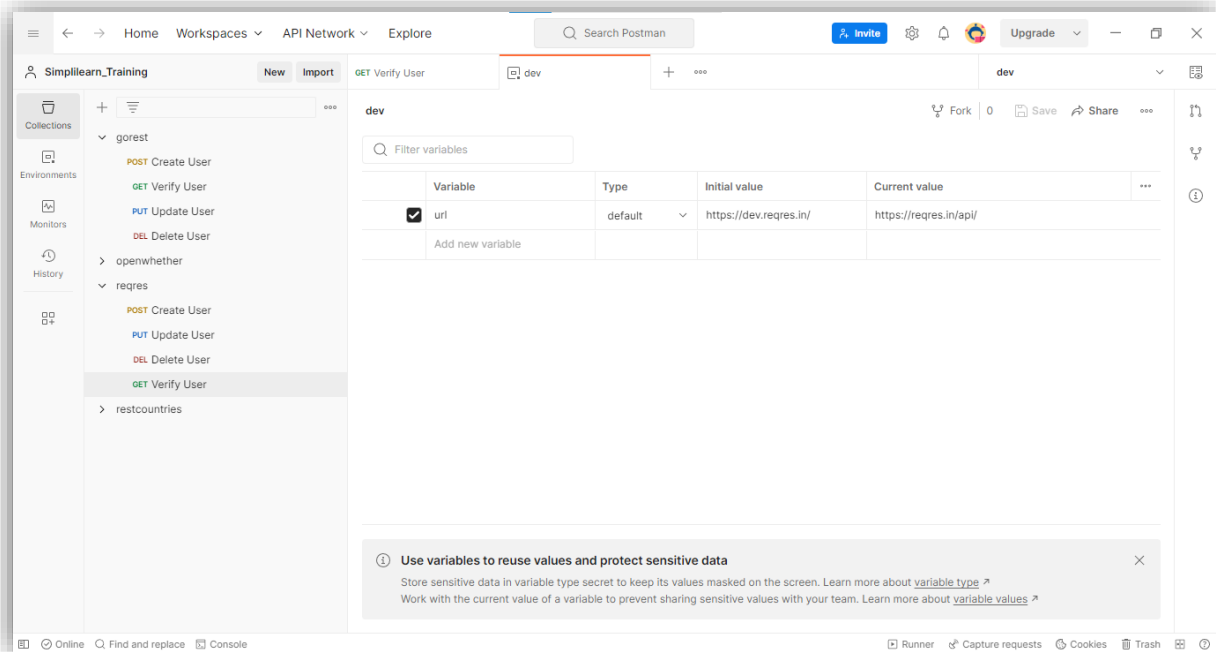 Home Workspaces API Network Explore Search Postman Invite Upgrade
Simplilearn_Training New Import GET Verify User dev dev
Collections
Environments
Monitors
History
gorest
POST Create User
GET Verify User
PUT Update User
DEL Delete User
openwhether
reqres
POST Create User
PUT Update User
DEL Delete User
GET Verify User
restcountries
dev Fork 0 Save Share
Filter variables
Variable Type Initial value Current value
url default https://dev.reqres.in/ https://reqres.in/api/
Add new variable
Use variables to reuse values and protect sensitive data
Store sensitive data in variable type secret to keep its values masked on the screen. Learn more about variable type
Work with the current value of a variable to prevent sharing sensitive values with your team. Learn more about variable values
Online Find and replace Console Runner Capture requests Cookies Trash